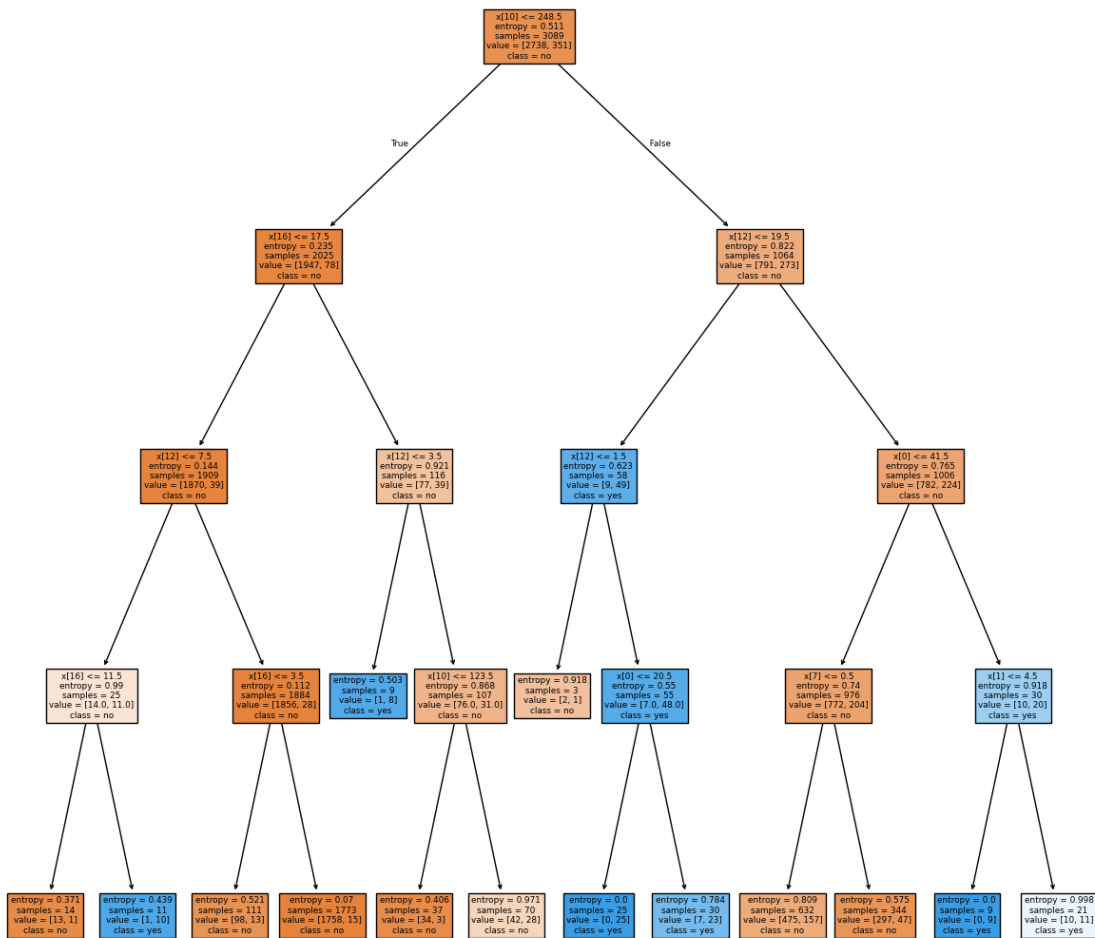 x[10] <= 248.5
entropy = 0.511
samples = 3089
value = [2738, 351]
class = no
True
False
x[16] <= 17.5
entropy = 0.235
samples = 2025
value = [1947, 78]
class = no
x[12] <= 19.5
entropy = 0.822
samples = 1064
value = [791, 273]
class = no
x[12] <= 7.5
entropy = 0.144
samples = 1909
value = [1870, 39]
class = no
x[12] <= 3.5
entropy = 0.921
samples = 116
value = [77, 39]
class = no
x[12] <= 1.5
entropy = 0.623
samples = 58
value = [9, 49]
class = yes
x[0] <= 41.5
entropy = 0.765
samples = 1006
value = [782, 224]
class = no
x[16] <= 11.5
entropy = 0.99
samples = 25
value = [14.0, 11.0]
class = no
x[16] <= 3.5
entropy = 0.112
samples = 1884
value = [1856, 28]
class = no
entropy = 0.503
samples = 9
value = [1, 8]
class = yes
x[10] <= 123.5
entropy = 0.868
samples = 107
value = [76.0, 31.0]
class = no
entropy = 0.918
samples = 3
value = [2, 1]
class = no
x[0] <= 20.5
entropy = 0.55
samples = 55
value = [7.0, 48.0]
class = yes
x[7] <= 0.5
entropy = 0.74
samples = 976
value = [772, 204]
class = no
x[1] <= 4.5
entropy = 0.918
samples = 30
value = [10, 20]
class = yes
entropy = 0.371
samples = 14
value = [13, 1]
class = no
entropy = 0.439
samples = 11
value = [1, 10]
class = yes
entropy = 0.521
samples = 111
value = [98, 13]
class = no
entropy = 0.07
samples = 1773
value = [1758, 15]
class = no
entropy = 0.406
samples = 37
value = [34, 3]
class = no
entropy = 0.971
samples = 70
value = [42, 28]
class = no
entropy = 0.0
samples = 25
value = [0, 25]
class = yes
entropy = 0.784
samples = 30
value = [7, 23]
class = yes
entropy = 0.809
samples = 632
value = [475, 157]
class = no
entropy = 0.575
samples = 344
value = [297, 47]
class = no
entropy = 0.0
samples = 9
value = [0, 9]
class = yes
entropy = 0.998
samples = 21
value = [10, 11]
class = yes